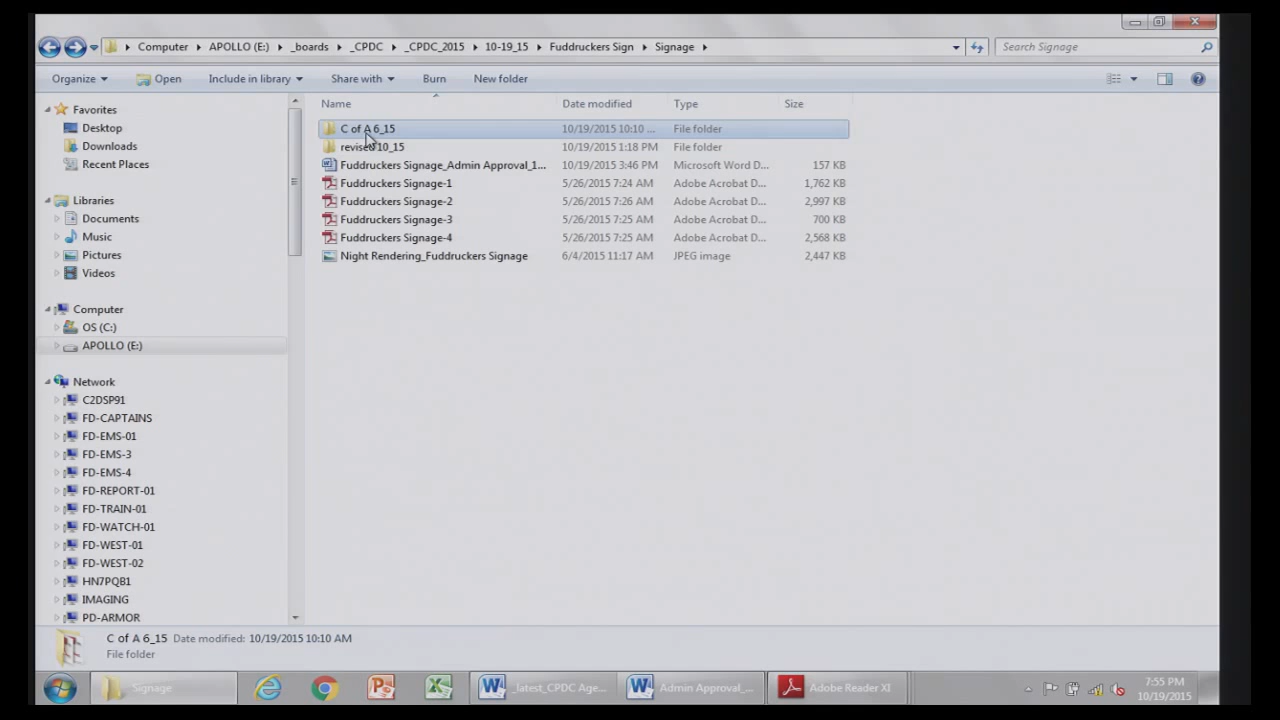 Computer APOLLO (E:) _boards _CPDC _CPDC_2015 10-19_15 Fuddruckers Sign Signage Search Signage
Organize Open Include in library Share with Burn New folder
Name Date modified Type Size
Favorites
Desktop
Downloads
Recent Places
Libraries
Documents
Music
Pictures
Videos
Computer
OS (C:)
APOLLO (E:)
Network
C2DSP91
FD-CAPTAINS
FD-EMS-01
FD-EMS-3
FD-EMS-4
FD-REPORT-01
FD-TRAIN-01
FD-WATCH-01
FD-WEST-01
FD-WEST-02
HN7PQB1
IMAGING
PD-ARMOR
C of A 6_15 10/19/2015 10:10 ... File folder
revised 10_15 10/19/2015 1:18 PM File folder
Fuddruckers Signage_Admin Approval_1... 10/19/2015 3:46 PM Microsoft Word D... 157 KB
Fuddruckers Signage-1 5/26/2015 7:24 AM Adobe Acrobat D... 1,762 KB
Fuddruckers Signage-2 5/26/2015 7:26 AM Adobe Acrobat D... 2,997 KB
Fuddruckers Signage-3 5/26/2015 7:25 AM Adobe Acrobat D... 700 KB
Fuddruckers Signage-4 5/26/2015 7:25 AM Adobe Acrobat D... 2,568 KB
Night Rendering_Fuddruckers Signage 6/4/2015 11:17 AM JPEG image 2,447 KB
C of A 6_15 Date modified: 10/19/2015 10:10 AM
File folder
Signage _latest_CPDC Age... Admin Approval_... Adobe Reader XI 7:55 PM
10/19/2015